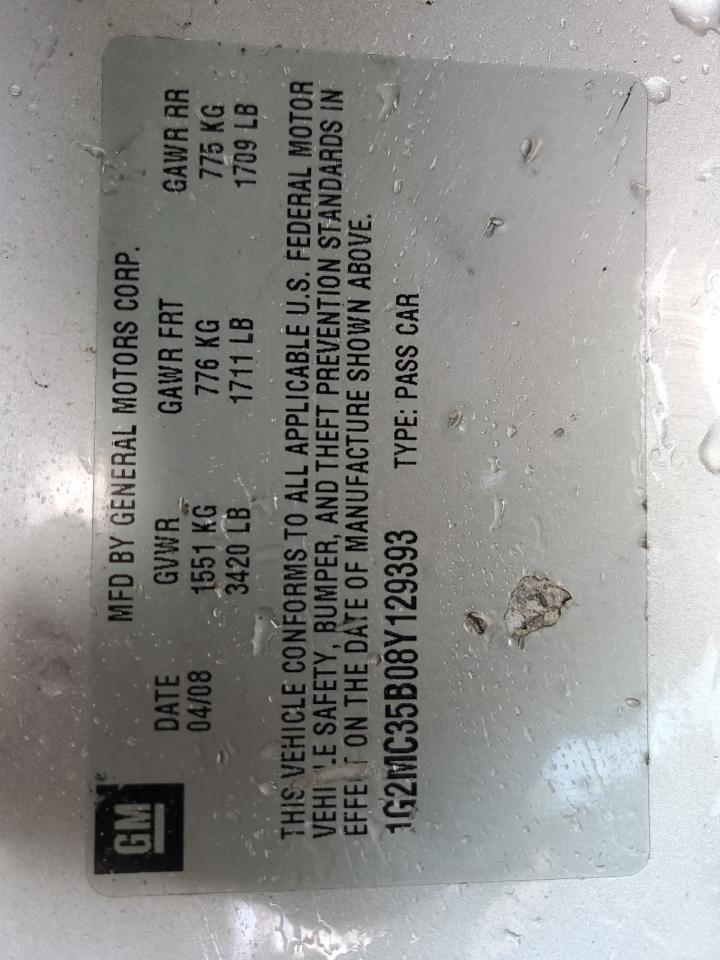 GM
MFD BY GENERAL MOTORS CORP.
DATE GVWR GAWR FRT GAWR RR
04/08 1551 KG 776 KG 775 KG
3420 LB 1711 LB 1709 LB
THIS VEHICLE CONFORMS TO ALL APPLICABLE U.S. FEDERAL MOTOR
VEHICLE SAFETY, BUMPER, AND THEFT PREVENTION STANDARDS IN
EFFECT ON THE DATE OF MANUFACTURE SHOWN ABOVE.
1G2MC35B08Y129393 TYPE: PASS CAR